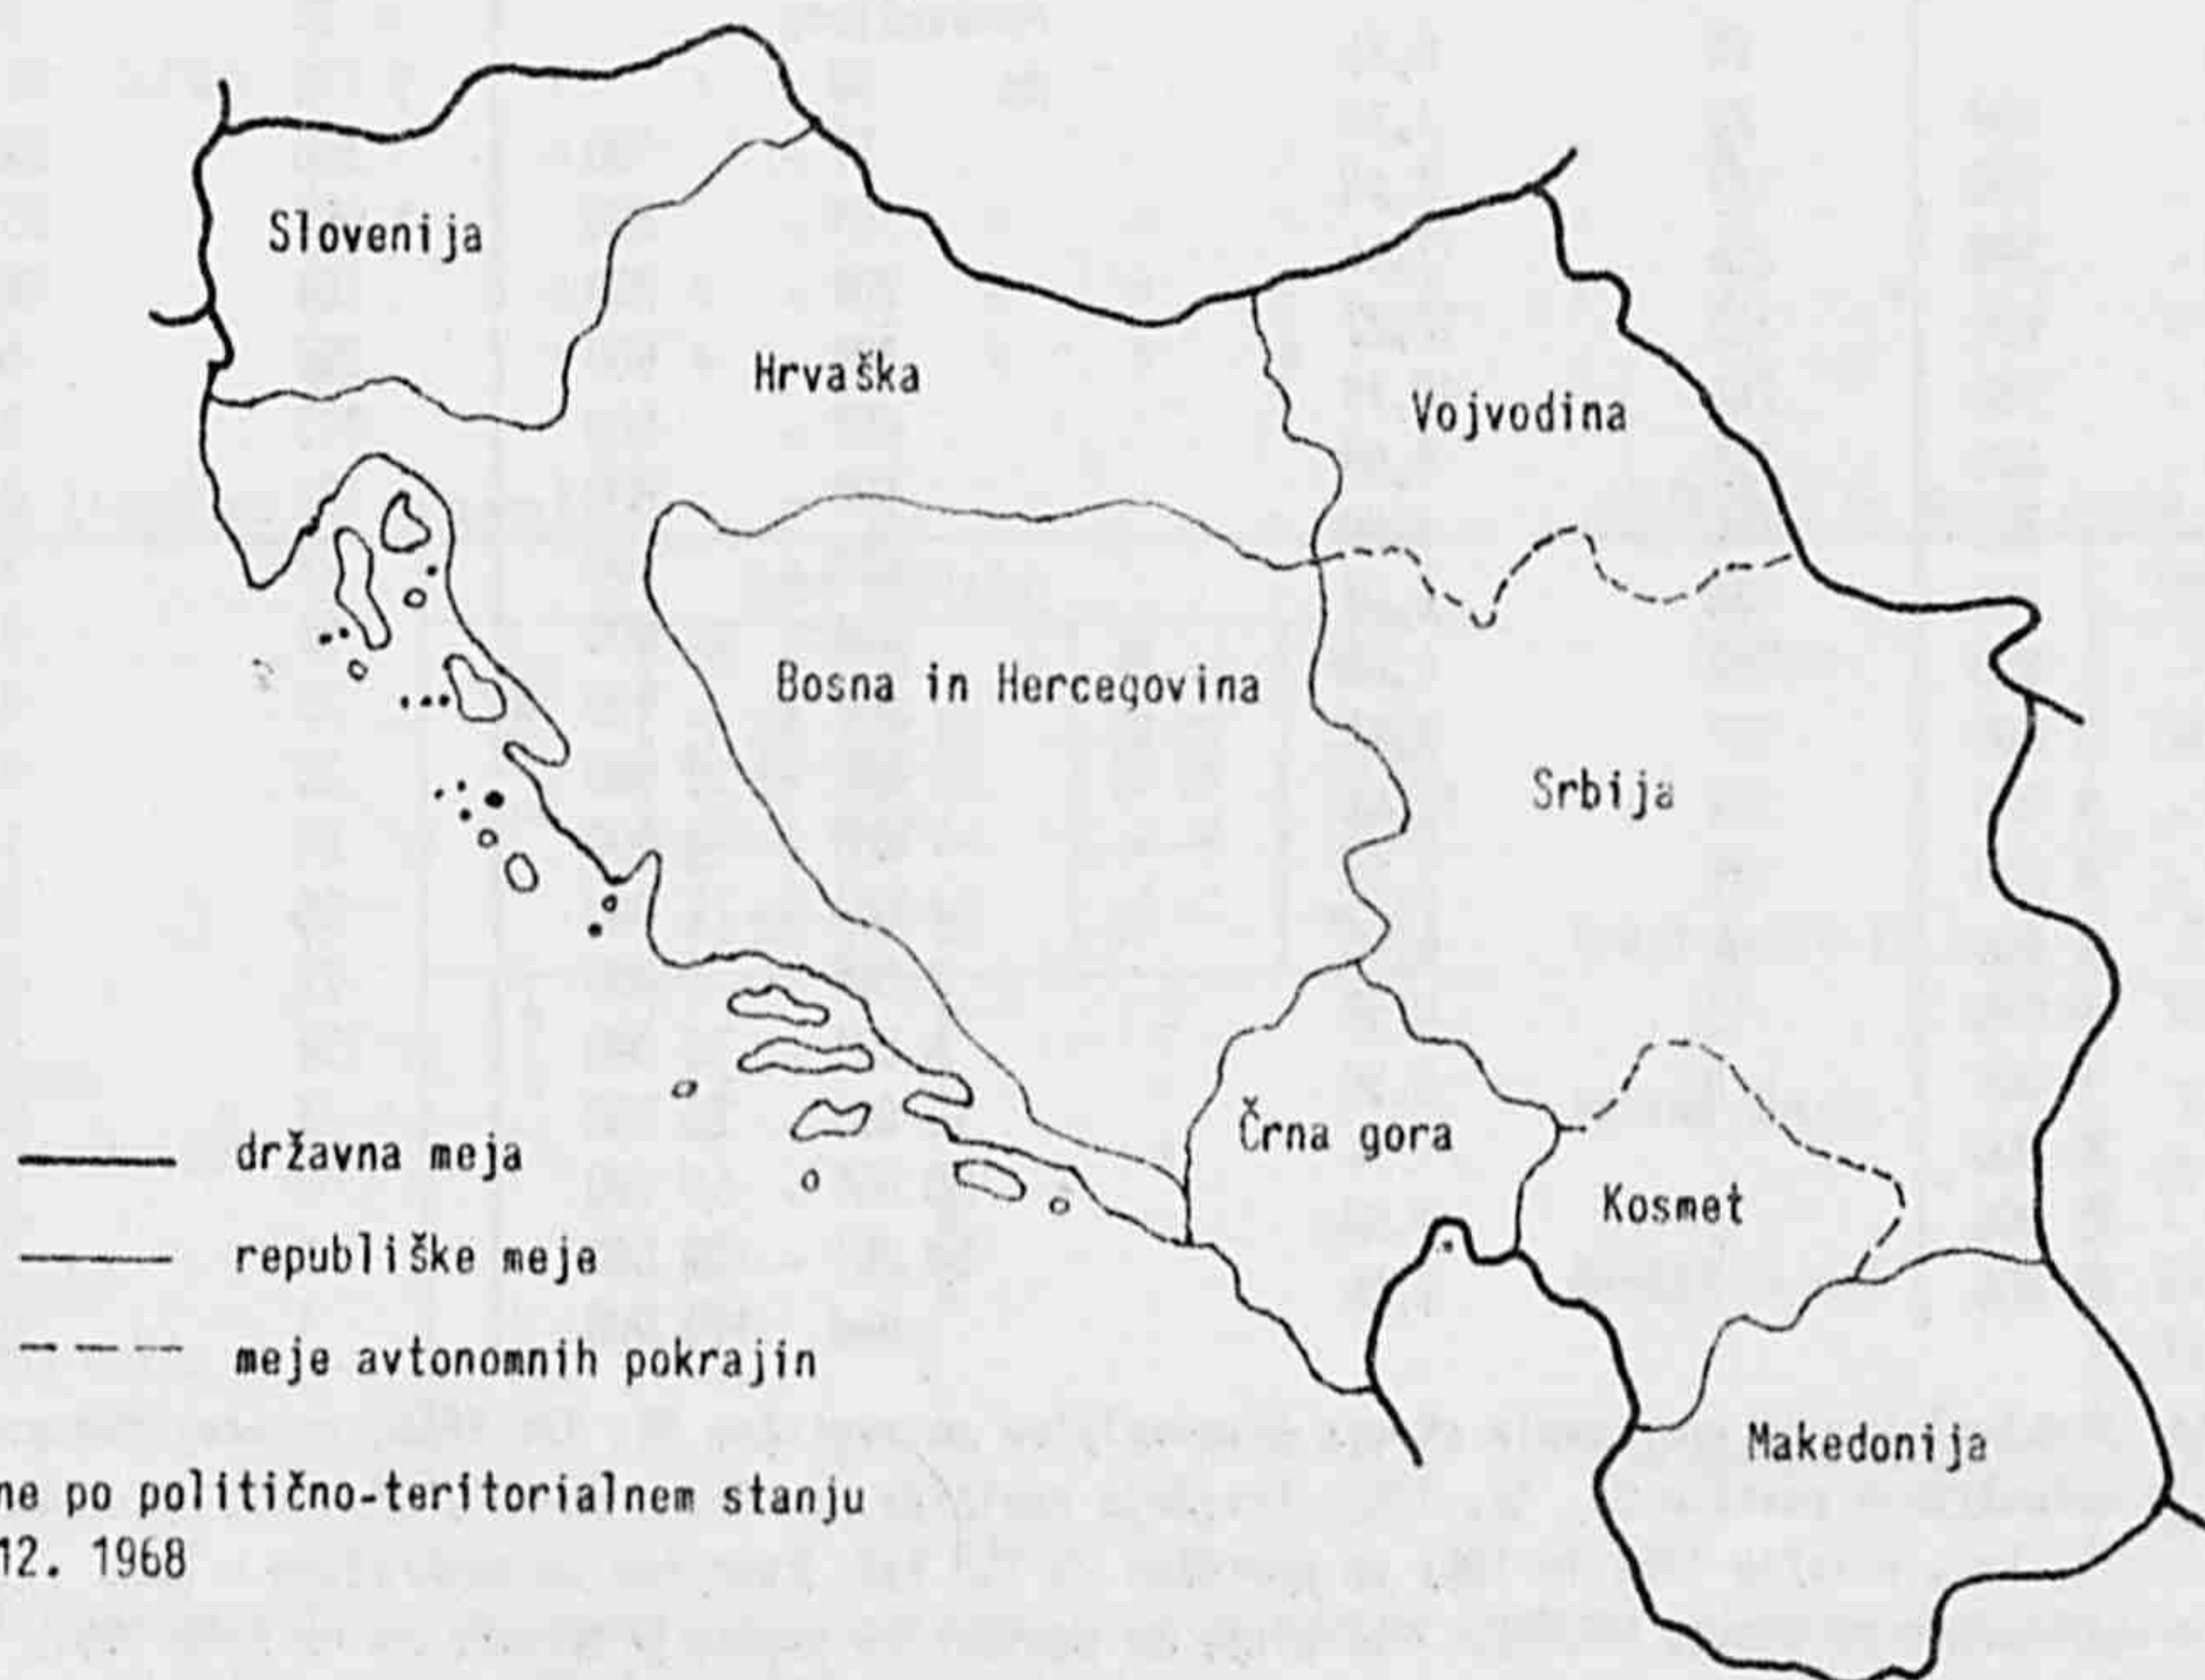 Slovenija
Hrvaška
Vojvodina
Bosna in Hercegovina
Srbija
Črna gora
Kosmet
Makedonija
državna meja
republiške meje
meje avtonomnih pokrajin
ne po politično-teritorialnem stanju
12. 1968